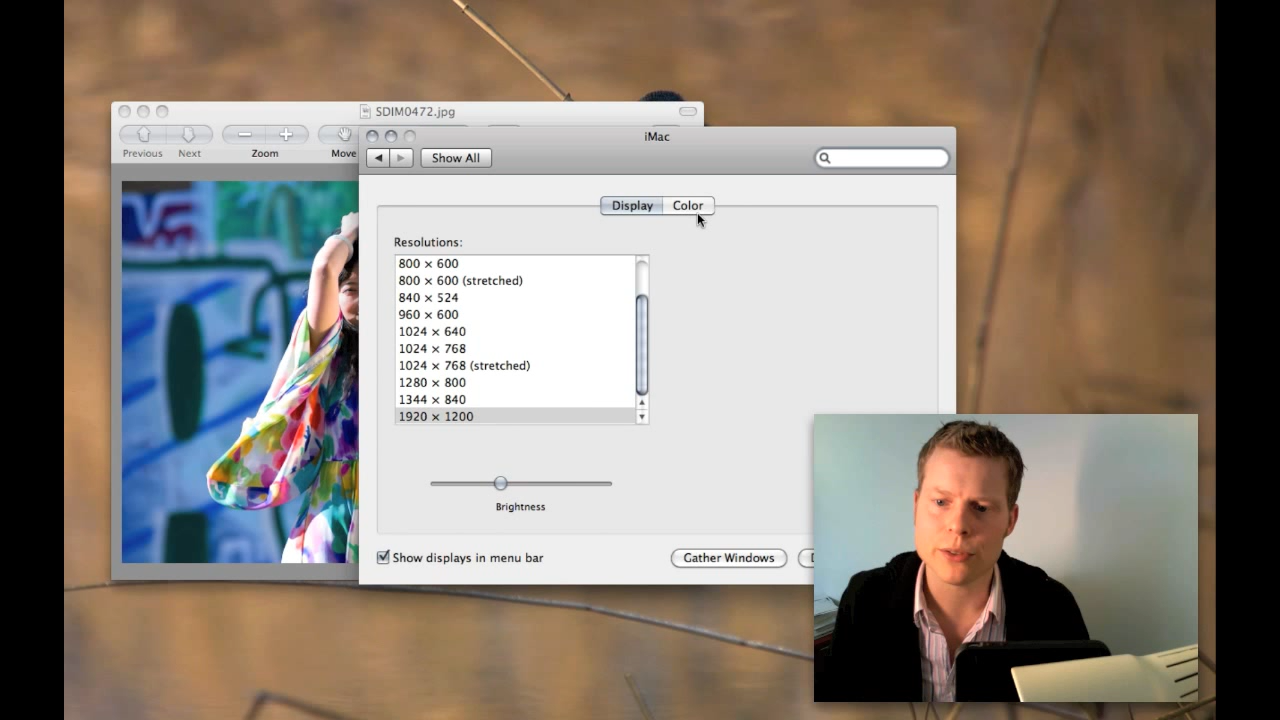 SDIM0472.jpg
Previous
Next
Zoom
Move
iMac
Show All
Display
Color
Resolutions:
800 × 600
800 × 600 (stretched)
840 × 524
960 × 600
1024 × 640
1024 × 768
1024 × 768 (stretched)
1280 × 800
1344 × 840
1920 × 1200
Brightness
Show displays in menu bar
Gather Windows